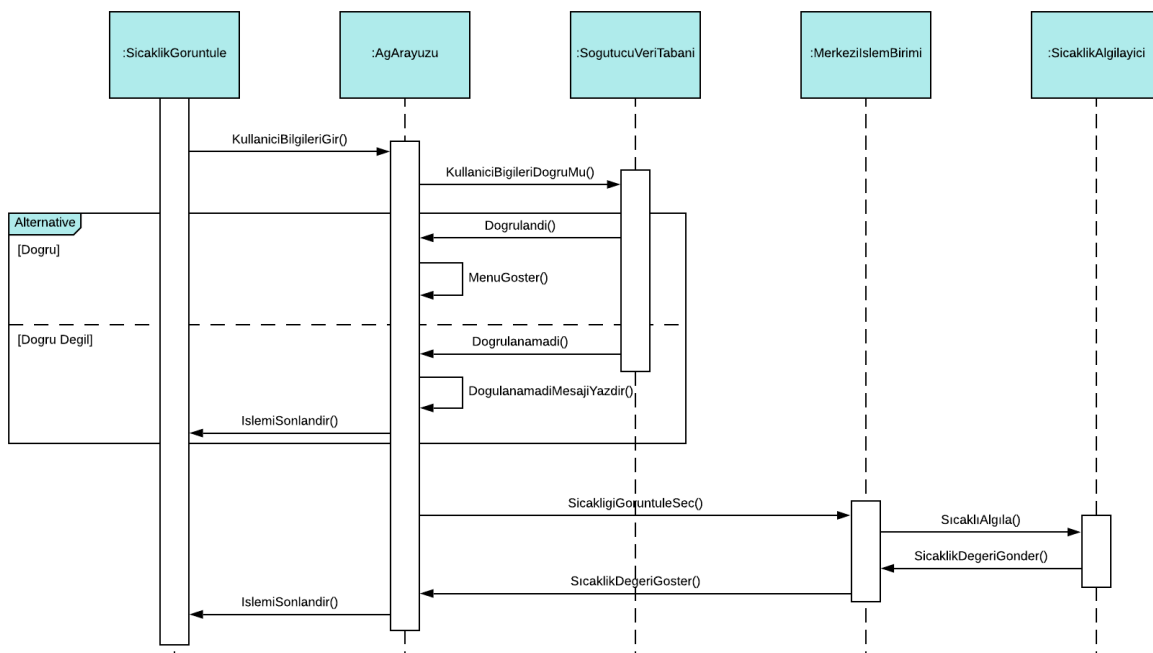 :SicaklikGoruntule
:AgArayuzu
:SogutucuVeriTabani
:MerkeziIslemBirimi
:SicaklikAlgilayici
KullaniciBilgileriGir()
KullaniciBigileriDogruMu()
Alternative
Dogrulandi()
[Dogru]
MenuGoster()
[Dogru Degil]
Dogrulanamadi()
DogulanamadiMesajiYazdir()
IslemiSonlandir()
SicakligiGoruntuleSec()
SıcaklıAlgıla()
SicaklikDegeriGonder()
SıcaklikDegeriGoster()
IslemiSonlandir()